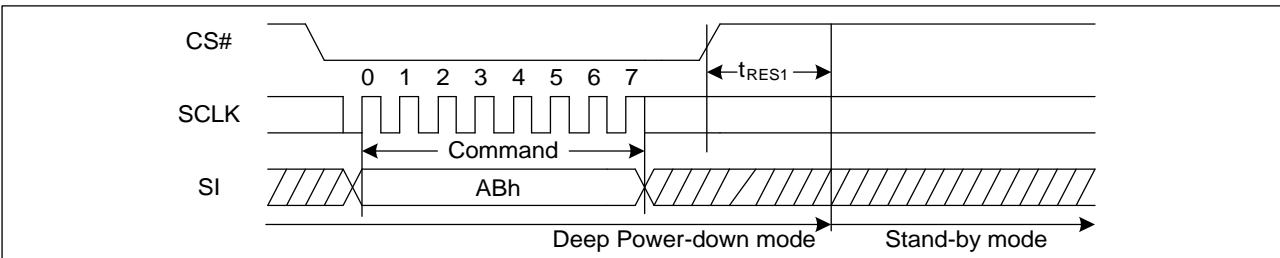 CS#
tRES1
0 1 2 3 4 5 6 7
SCLK
Command
SI
ABh
Deep Power-down mode
Stand-by mode